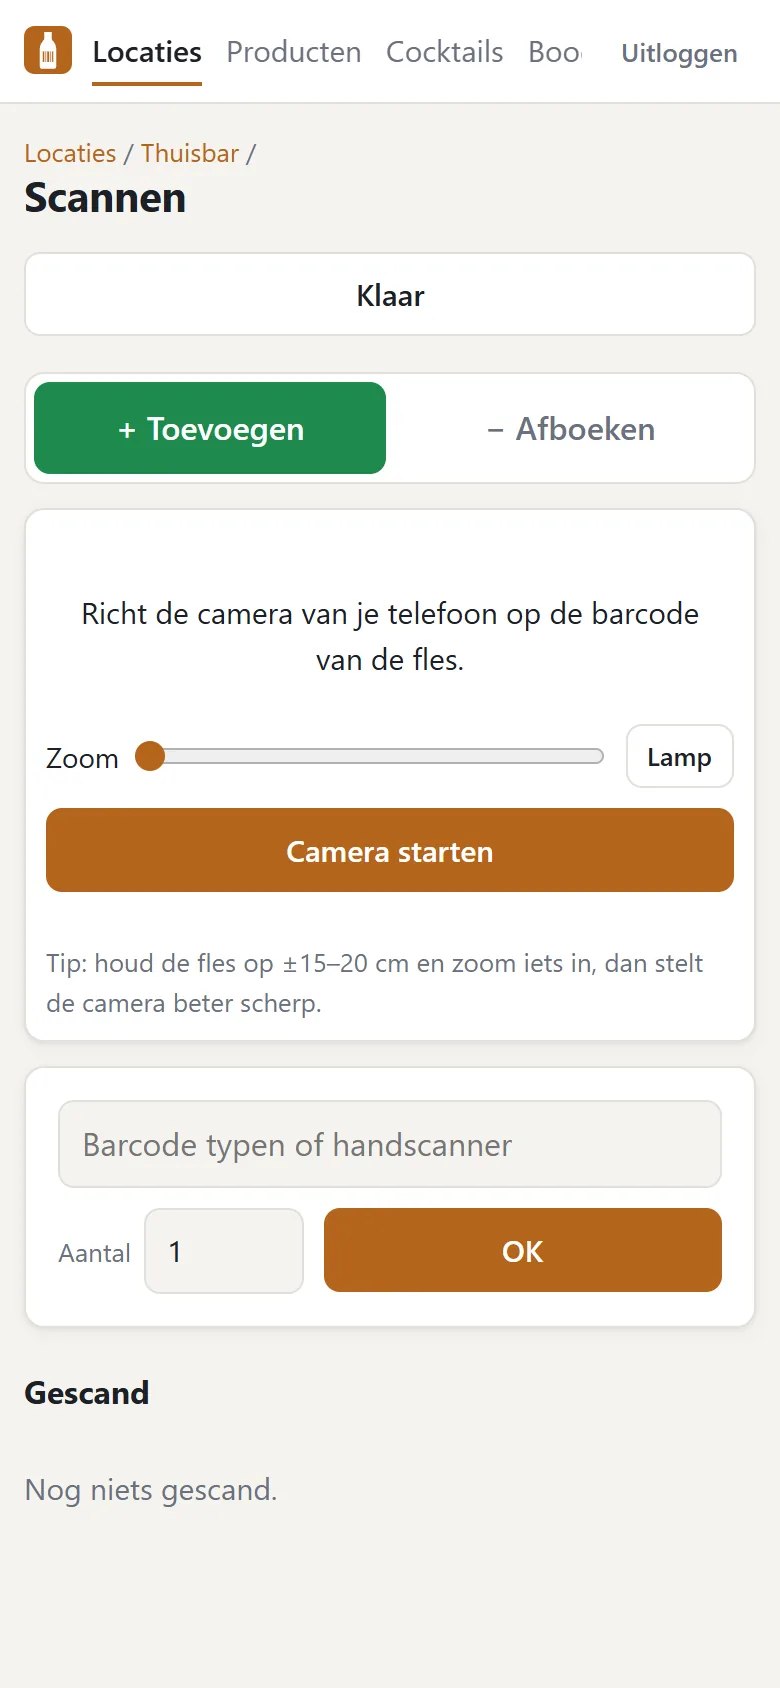 Locaties Producten Cocktails Boo Uitloggen
Locaties / Thuisbar /
Scannen
Klaar
+ Toevoegen − Afboeken
Richt de camera van je telefoon op de barcode
van de fles.
Zoom Lamp
Camera starten
Tip: houd de fles op ±15–20 cm en zoom iets in, dan stelt
de camera beter scherp.
Barcode typen of handscanner
Aantal 1 OK
Gescand
Nog niets gescand.